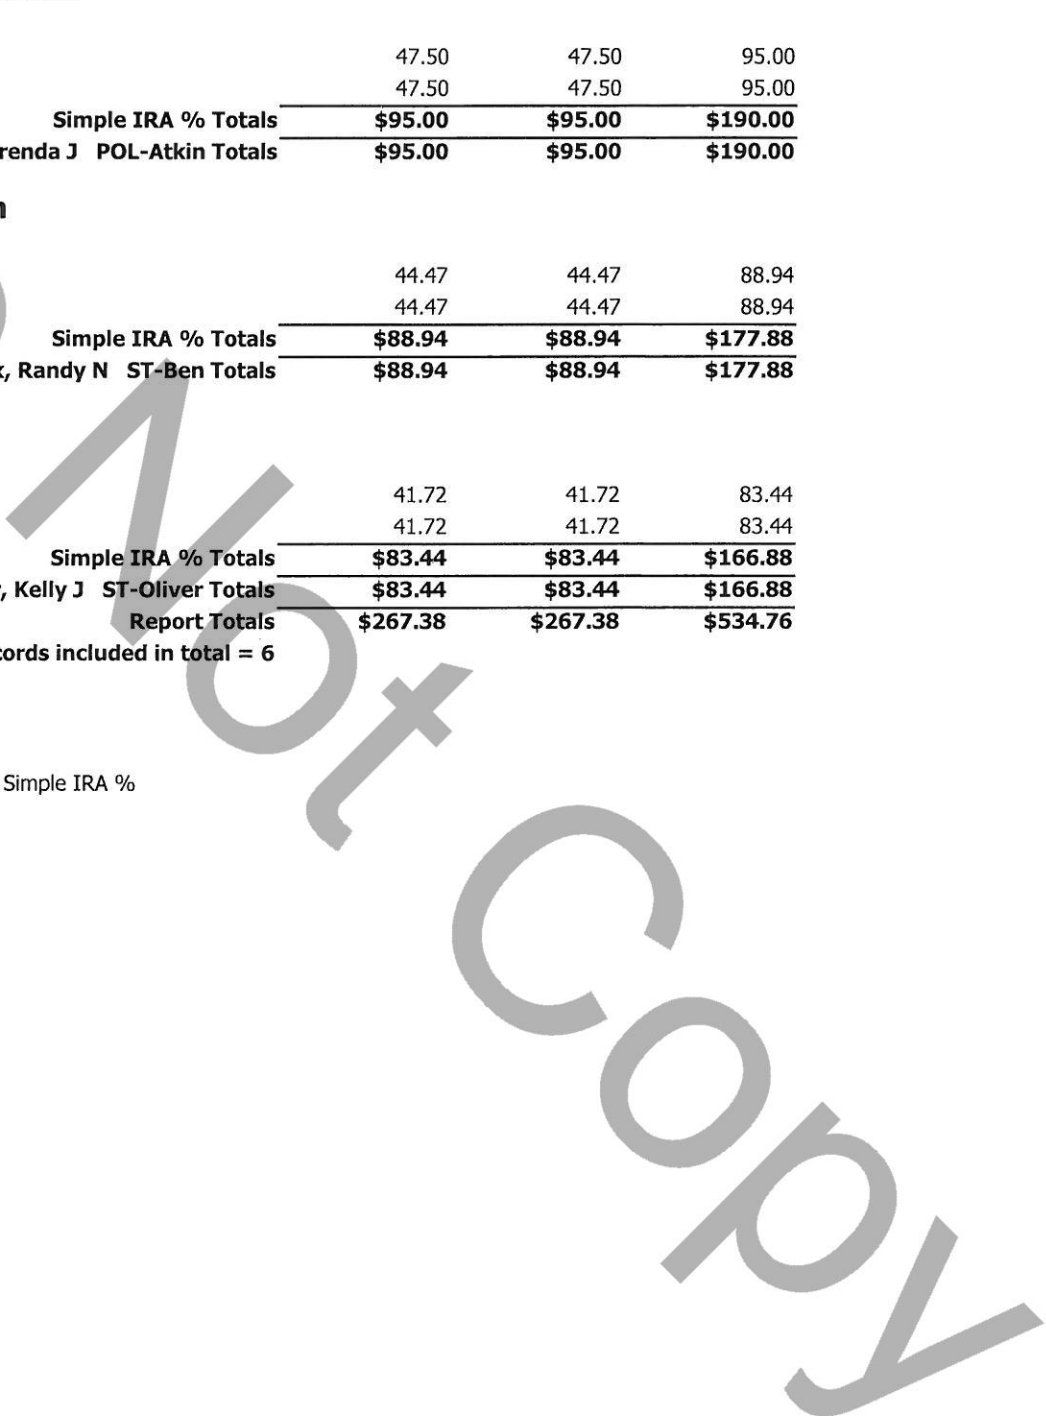 47.50 47.50 95.00
47.50 47.50 95.00
Simple IRA % Totals $95.00 $95.00 $190.00
renda J POL-Atkin Totals $95.00 $95.00 $190.00
44.47 44.47 88.94
44.47 44.47 88.94
Simple IRA % Totals $88.94 $88.94 $177.88
, Randy N ST-Ben Totals $88.94 $88.94 $177.88
41.72 41.72 83.44
41.72 41.72 83.44
Simple IRA % Totals $83.44 $83.44 $166.88
, Kelly J ST-Oliver Totals $83.44 $83.44 $166.88
Report Totals $267.38 $267.38 $534.76
cords included in total = 6
Simple IRA %
Not Copy